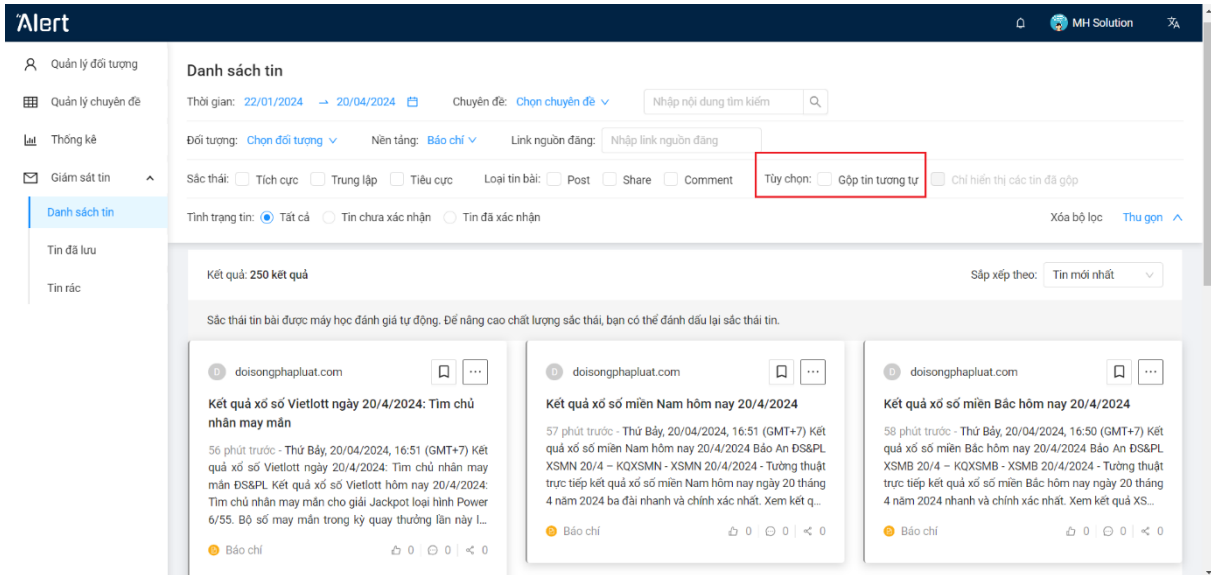 Alert
MH Solution
Quản lý đối tượng
Quản lý chuyên đề
Thống kê
Giám sát tin
Danh sách tin
Tin đã lưu
Tin rác
Danh sách tin
Thời gian: 22/01/2024 → 20/04/2024 Chuyên đề: Chọn chuyên đề Nhập nội dung tìm kiếm
Đối tượng: Chọn đối tượng Nền tảng: Báo chí Link nguồn đăng: Nhập link nguồn đăng
Sắc thái: Tích cực Trung lập Tiêu cực Loại tin bài: Post Share Comment Tùy chọn: Gộp tin tương tự Chỉ hiển thị các tin đã gộp
Tình trạng tin: Tất cả Tin chưa xác nhận Tin đã xác nhận Xóa bộ lọc Thu gọn
Kết quả: 250 kết quả Sắp xếp theo: Tin mới nhất
Sắc thái tin bài được máy học đánh giá tự động. Để nâng cao chất lượng sắc thái, bạn có thể đánh dấu lại sắc thái tin.
D doisongphapluat.com
Kết quả xổ số Vietlott ngày 20/4/2024: Tìm chủ
nhân may mắn
56 phút trước - Thứ Bảy, 20/04/2024, 16:51 (GMT+7) Kết
quả xổ số Vietlott ngày 20/4/2024: Tìm chủ nhân may
mắn ĐS&PL Kết quả xổ số Vietlott hôm nay 20/4/2024:
Tìm chủ nhân may mắn cho giải Jackpot loại hình Power
6/55. Bộ số may mắn trong kỳ quay thưởng lần này l...
Báo chí 0 0 0
D doisongphapluat.com
Kết quả xổ số miền Nam hôm nay 20/4/2024
57 phút trước - Thứ Bảy, 20/04/2024, 16:51 (GMT+7) Kết
quả xổ số miền Nam hôm nay 20/4/2024 Báo An ĐS&PL
XSMN 20/4 – KQXSMN - XSMN 20/4/2024 - Tường thuật
trực tiếp kết quả xổ số miền Nam hôm nay ngày 20 tháng
4 năm 2024 ba đài nhanh và chính xác nhất. Xem kết q...
Báo chí 0 0 0
D doisongphapluat.com
Kết quả xổ số miền Bắc hôm nay 20/4/2024
58 phút trước - Thứ Bảy, 20/04/2024, 16:50 (GMT+7) Kết
quả xổ số miền Bắc hôm nay 20/4/2024 Báo An ĐS&PL
XSMB 20/4 – KQXSMB - XSMB 20/4/2024 - Tường thuật
trực tiếp kết quả xổ số miền Bắc hôm nay ngày 20 tháng
4 năm 2024 nhanh và chính xác nhất. Xem kết quả XS...
Báo chí 0 0 0